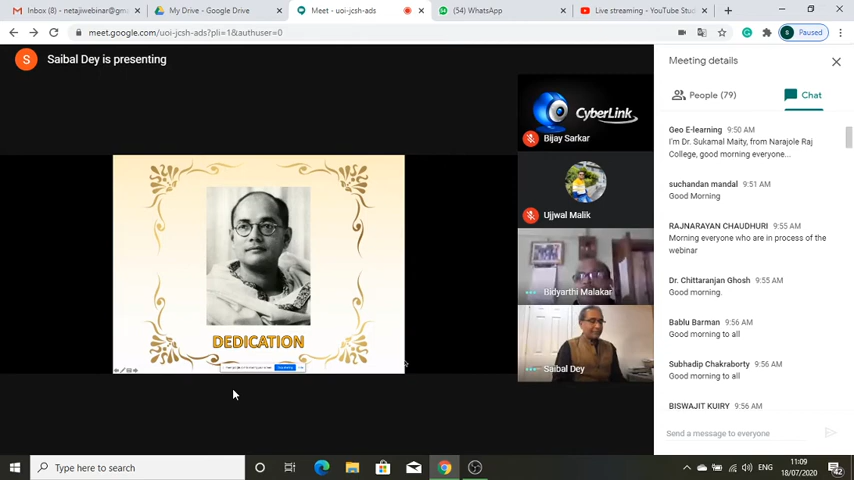 Inbox (8) - netajiwebinar@gm
My Drive - Google Drive
Meet - uoi-jcsh-ads
(54) WhatsApp
Live streaming - YouTube Stud
meet.google.com/uoi-jcsh-ads?pli=1&authuser=0
S
Paused
S
Saibal Dey is presenting
Meeting details
People (79)
Chat
CyberLink
Bijay Sarkar
Ujjwal Malik
Bidyarthi Malakar
Saibal Dey
DEDICATION
Geo E-learning 9:50 AM
I'm Dr. Sukamal Maity, from Narajole Raj
College, good morning everyone...
suchandan mandal 9:51 AM
Good Morning
RAJNARAYAN CHAUDHURI 9:55 AM
Morning everyone who are in process of the
webinar
Dr. Chittaranjan Ghosh 9:55 AM
Good morning.
Bablu Barman 9:56 AM
Good morning to all
Subhadip Chakraborty 9:56 AM
Good morning to all
BISWAJIT KUIRY 9:56 AM
Send a message to everyone
Type here to search
ENG
11:09
18/07/2020
42